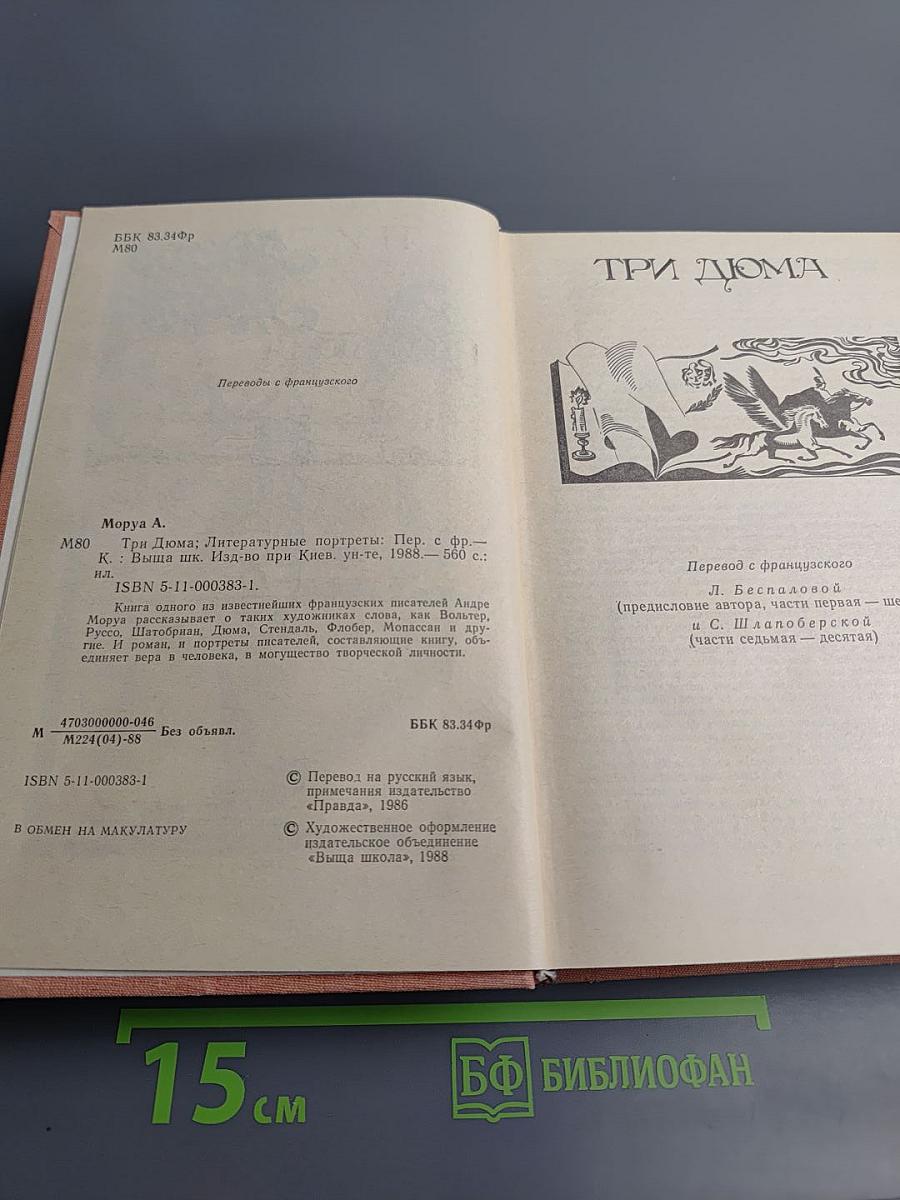 ББК 83.34Фр
М80
Переводы с французского
Моруа А.
М80 Три Дюма; Литературные портреты: Пер. с фр.—
К. : Выща шк. Изд-во при Киев. ун-те, 1988.— 560 с.:
ил.
ISBN 5-11-000383-1.
Книга одного из известнейших французских писателей Андре
Моруа рассказывает о таких художниках слова, как Вольтер,
Руссо, Шатобриан, Дюма, Стендаль, Флобер, Мопассан и дру-
гие. И роман, и портреты писателей, составляющие книгу, объ-
единяет вера в человека, в могущество творческой личности.
М 4703000000-046
М224(04)-88 Без объявл.
ББК 83.34Фр
ISBN 5-11-000383-1
В ОБМЕН НА МАКУЛАТУРУ
© Перевод на русский язык,
примечания издательство
«Правда», 1986
© Художественное оформление
издательское объединение
«Выща школа», 1988
ТРИ ДЮМА
Перевод с французского
Л. Беспаловой
(предисловие автора, части первая — ше
и С. Шлапоберской
(части седьмая — десятая)
15 см
БФ БИБЛИОФАН